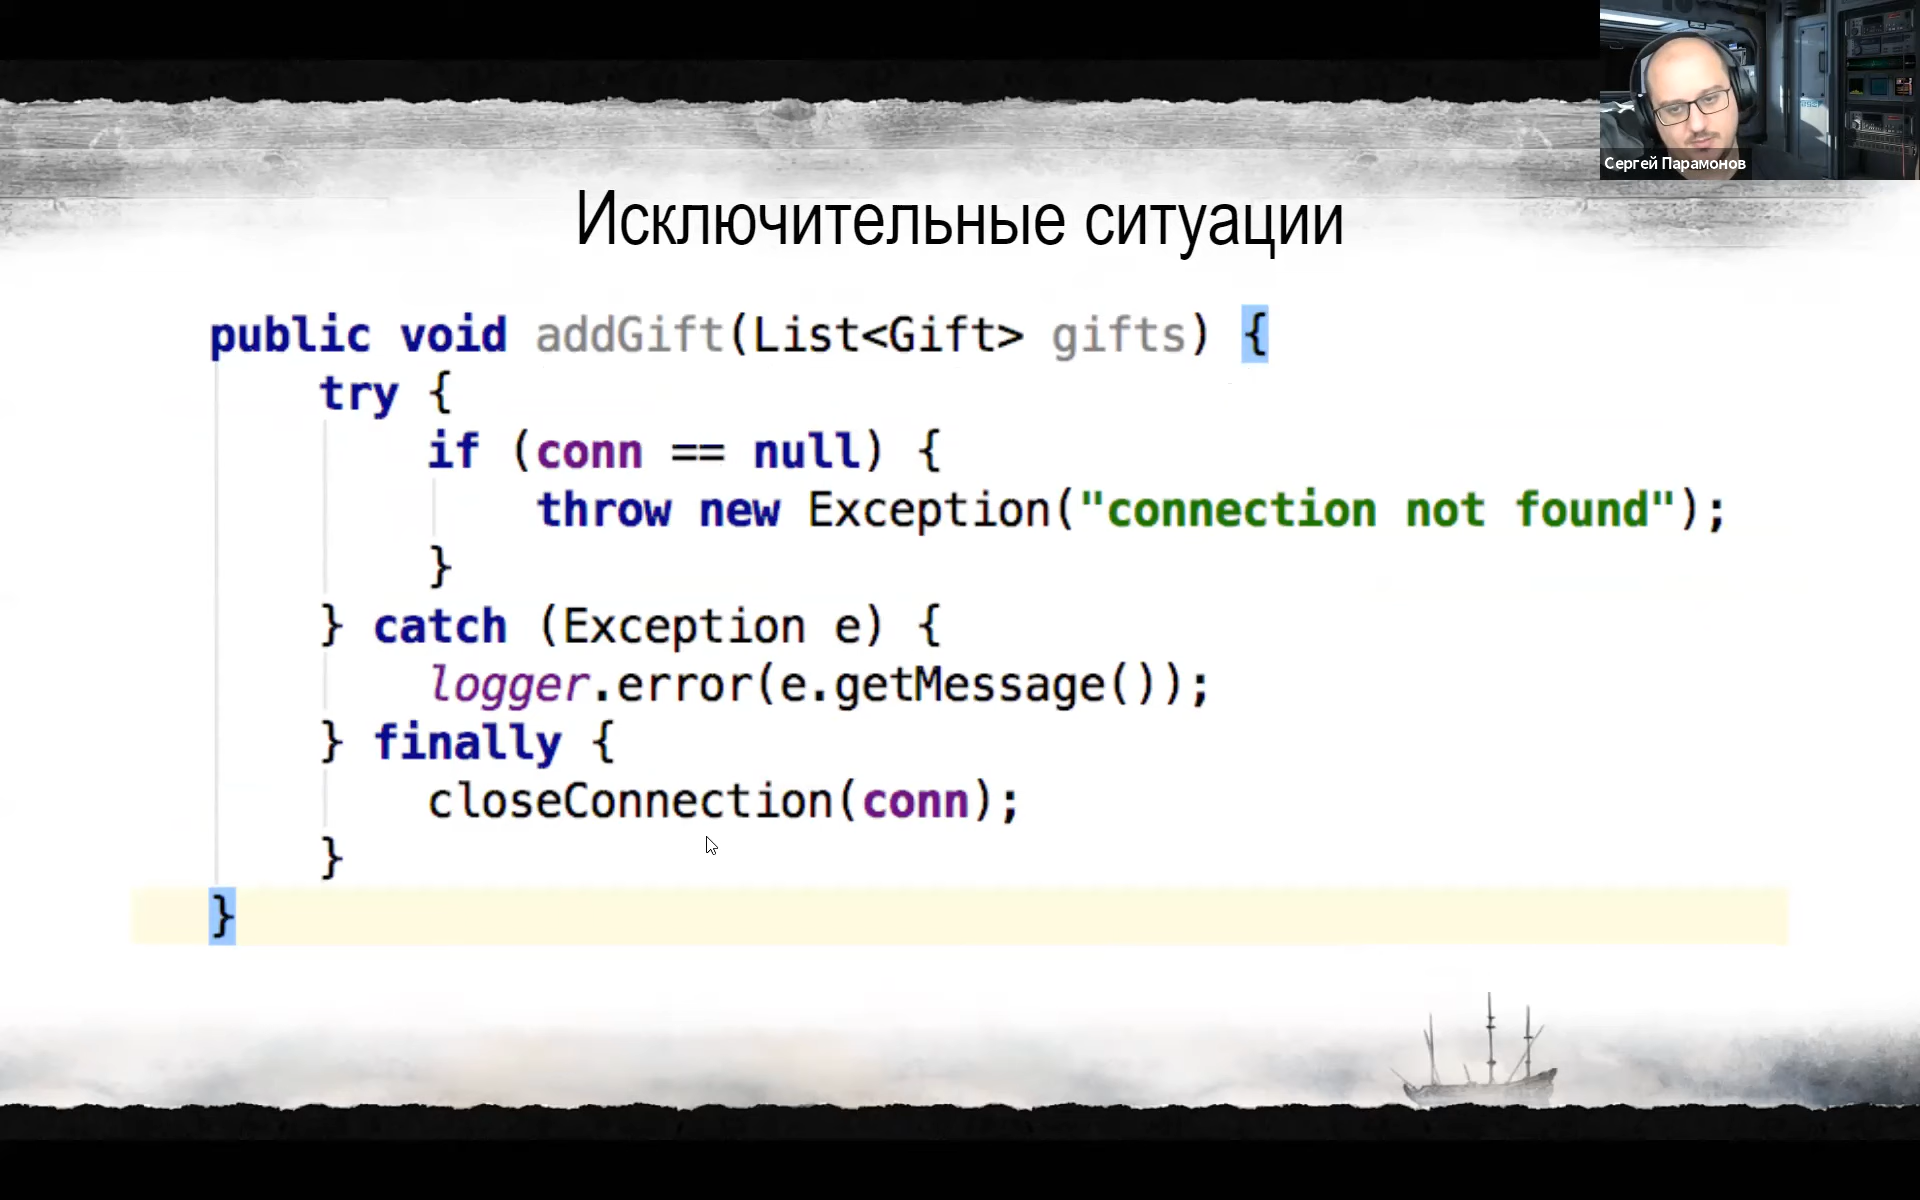 Сергей Парамонов
Исключительные ситуации
public void addGift(List<Gift> gifts) {
try {
if (conn == null) {
throw new Exception("connection not found");
}
} catch (Exception e) {
logger.error(e.getMessage());
} finally {
closeConnection(conn);
}
}